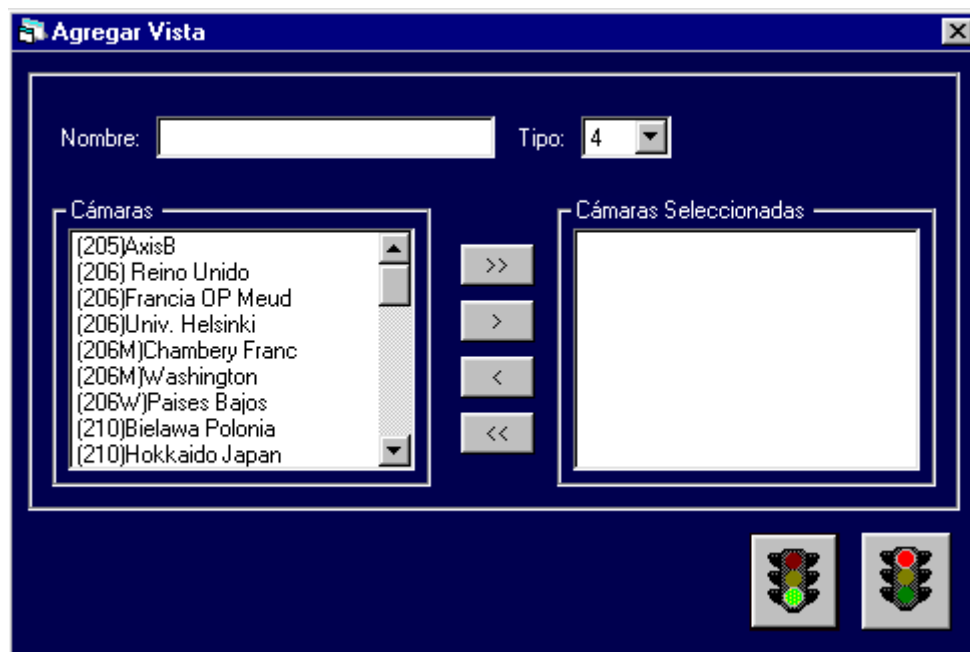 Agregar Vista
Nombre:
Tipo: 4
Cámaras
(205)AxisB
(206) Reino Unido
(206)Francia OP Meud
(206)Univ. Helsinki
(206M)Chambery Franc
(206M)Washington
(206W)Paises Bajos
(210)Bielawa Polonia
(210)Hokkaido Japan
>>
>
<
<<
Cámaras Seleccionadas